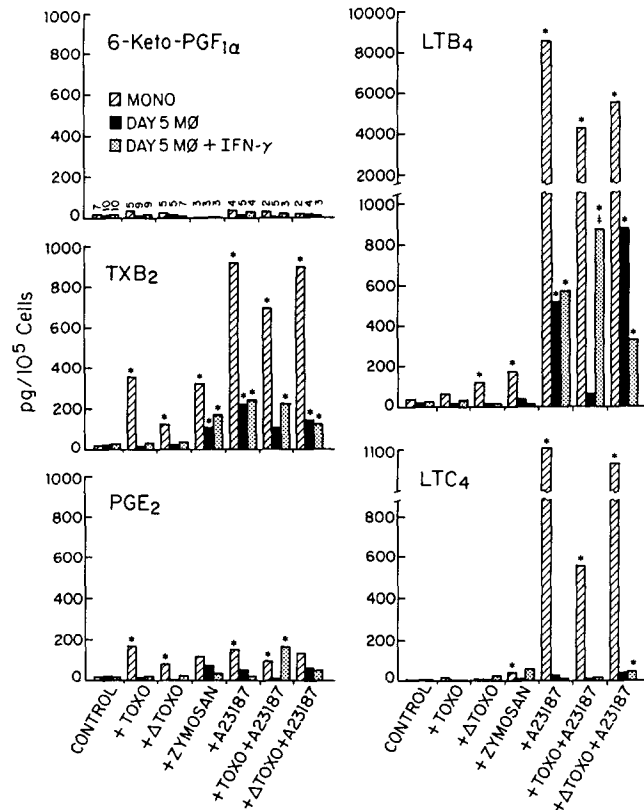 6-Keto-PGF1α
MONO
DAY 5 MØ
DAY 5 MØ + IFN-γ
1000
800
600
400
200
0
7 10 10 5 9 9 5 5 7 3 3 3 4 5 4 2 5 3 2 4 3
TXB2
1000
800
600
400
200
0
* * * * * * * * * * * *
pg/10⁵ Cells
PGE2
1000
800
600
400
200
0
* * * * *
CONTROL
+ TOXO
+ ΔTOXO
+ ZYMOSAN
+ A23187
+ TOXO + A23187
+ ΔTOXO + A23187
LTB4
10000
8000
6000
4000
2000
1000
800
600
400
200
0
* * * * * * * ‡ * * *
LTC4
1100
1000
800
600
400
200
0
* * * * *
CONTROL
+ TOXO
+ ΔTOXO
+ ZYMOSAN
+ A23187
+ TOXO + A23187
+ ΔTOXO + A23187